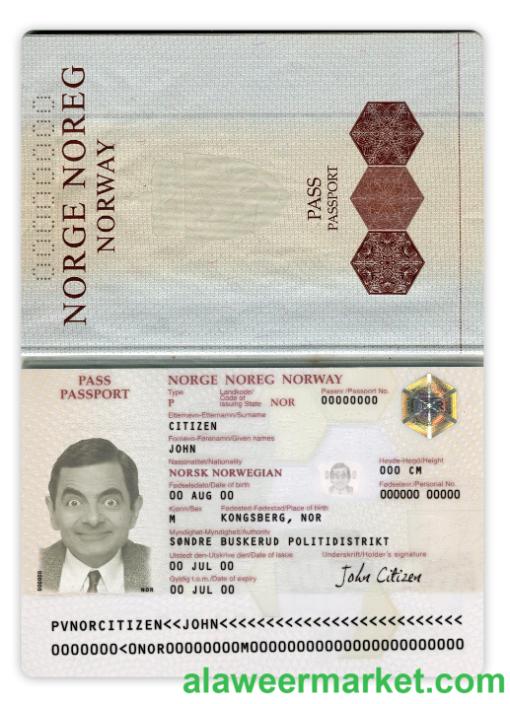 00000000
NORGE NOREG
NORWAY
PASS
PASSPORT
PASS
PASSPORT
NORGE NOREG NORWAY
Type
P
Landkode/
Code of
Issuing State
NOR
Passnr./Passport No.
00000000
Etternavn-Etternamn/Surname
CITIZEN
Fornavn-Førenamn/Given names
JOHN
Nasjonalitet/Nationality
NORSK NORWEGIAN
Høyde-Høgd/Height
000 CM
Fødselsdato/Date of birth
00 AUG 00
Fødselsnr./Personal No.
000000 00000
Kjønn/Sex
M
Fødested-Fødestad/Place of birth
KONGSBERG, NOR
Myndighet-Myndigheit/Authority
SØNDRE BUSKERUD POLITIDISTRIKT
Utstedt den-Utskrive den/Date of issue
00 JUL 00
Underskrift/Holder's signature
John Citizen
Gyldig t.o.m./Date of expiry
00 JUL 00
000000
NOR
PVNORCITIZEN<<JOHN<<<<<<<<<<<<<<<<<<<<<<<<<<
0000000<0NOR00000000M00000000000000000000000
alaweermarket.com